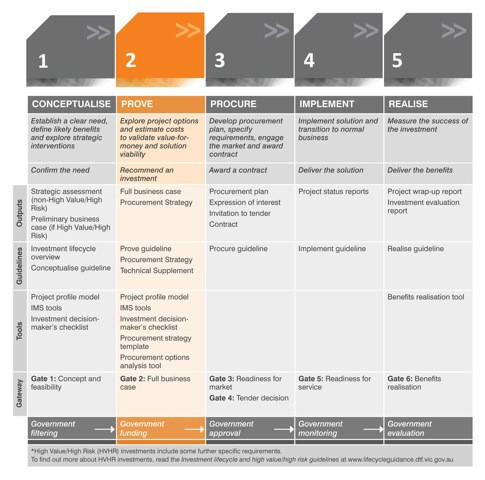 1
2
3
4
5
CONCEPTUALISE
PROVE
PROCURE
IMPLEMENT
REALISE
Establish a clear need,
define likely benefits
and explore strategic
interventions
Explore project options
and estimate costs
to validate value-for-
money and solution
viability
Develop procurement
plan, specify
requirements, engage
the market and award
contract
Implement solution and
transition to normal
business
Measure the success of
the investment
Confirm the need
Recommend an
investment
Award a contract
Deliver the solution
Deliver the benefits
Outputs
Strategic assessment
(non-High Value/High
Risk)
Preliminary business
case (if High Value/High
Risk)
Full business case
Procurement Strategy
Procurement plan
Expression of interest
Invitation to tender
Contract
Project status reports
Project wrap-up report
Investment evaluation
report
Guidelines
Investment lifecycle
overview
Conceptualise guideline
Prove guideline
Procurement Strategy
Technical Supplement
Procure guideline
Implement guideline
Realise guideline
Tools
Project profile model
IMS tools
Investment decision-
maker's checklist
Project profile model
IMS tools
Investment decision-
maker's checklist
Procurement strategy
template
Procurement options
analysis tool
Benefits realisation tool
Gateway
Gate 1: Concept and
feasibility
Gate 2: Full business
case
Gate 3: Readiness for
market
Gate 4: Tender decision
Gate 5: Readiness for
service
Gate 6: Benefits
realisation
Government
filtering
Government
funding
Government
approval
Government
monitoring
Government
evaluation
*High Value/High Risk (HVHR) investments include some further specific requirements.
To find out more about HVHR investments, read the Investment lifecycle and high value/high risk guidelines at www.lifecycleguidance.dtf.vic.gov.au